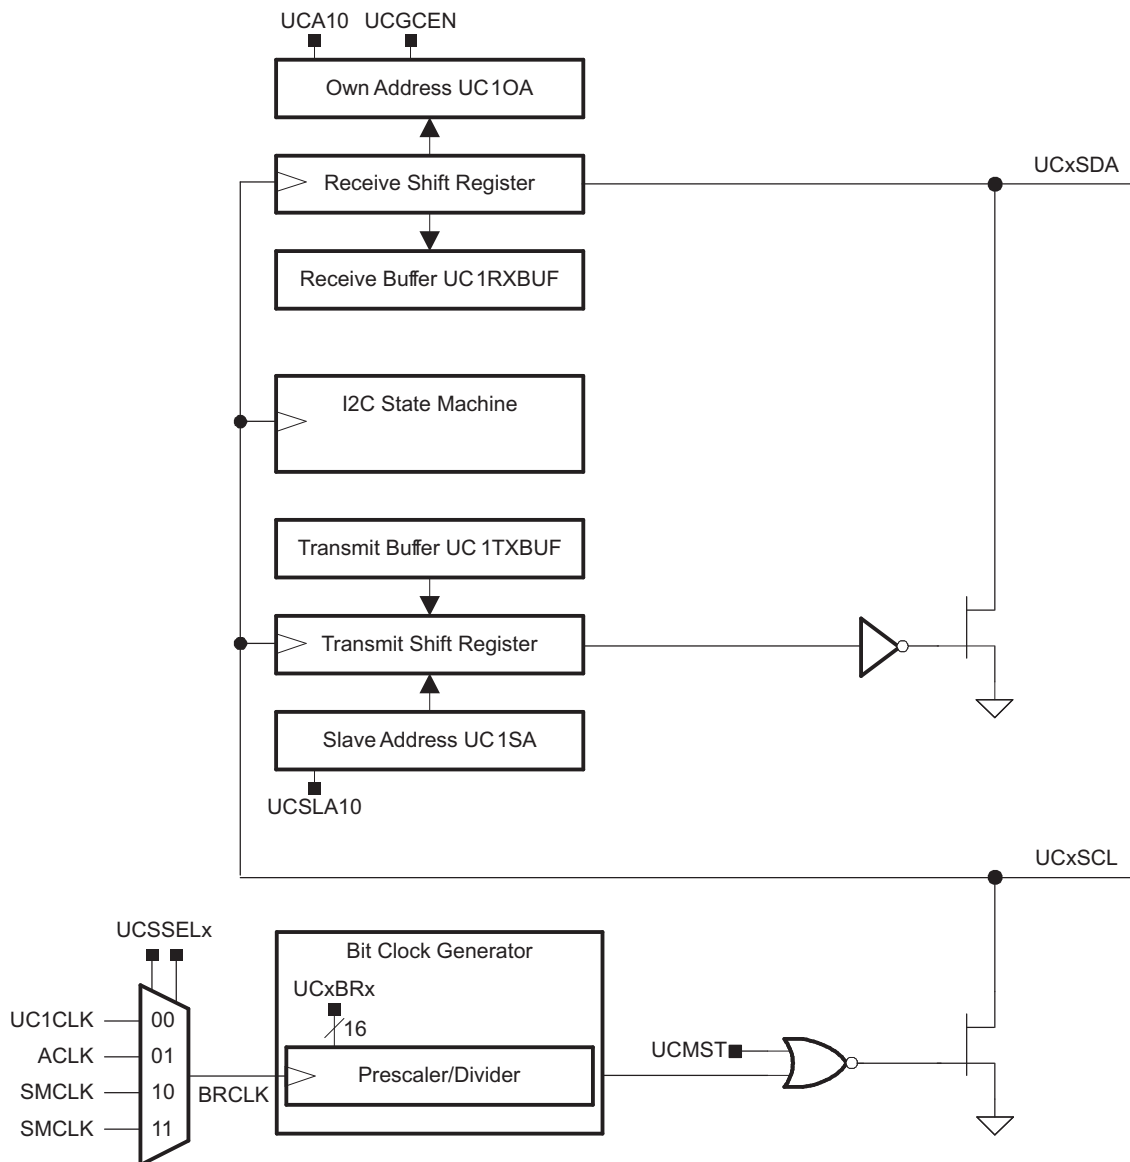 UCA10 UCGCEN
Own Address UC1OA
UCxSDA
Receive Shift Register
Receive Buffer UC1RXBUF
I2C State Machine
Transmit Buffer UC1TXBUF
Transmit Shift Register
Slave Address UC1SA
UCSLA10
UCxSCL
UCSSELx
Bit Clock Generator
UCxBRx
16
UC1CLK 00
ACLK 01
SMCLK 10
SMCLK 11
BRCLK
Prescaler/Divider
UCMST